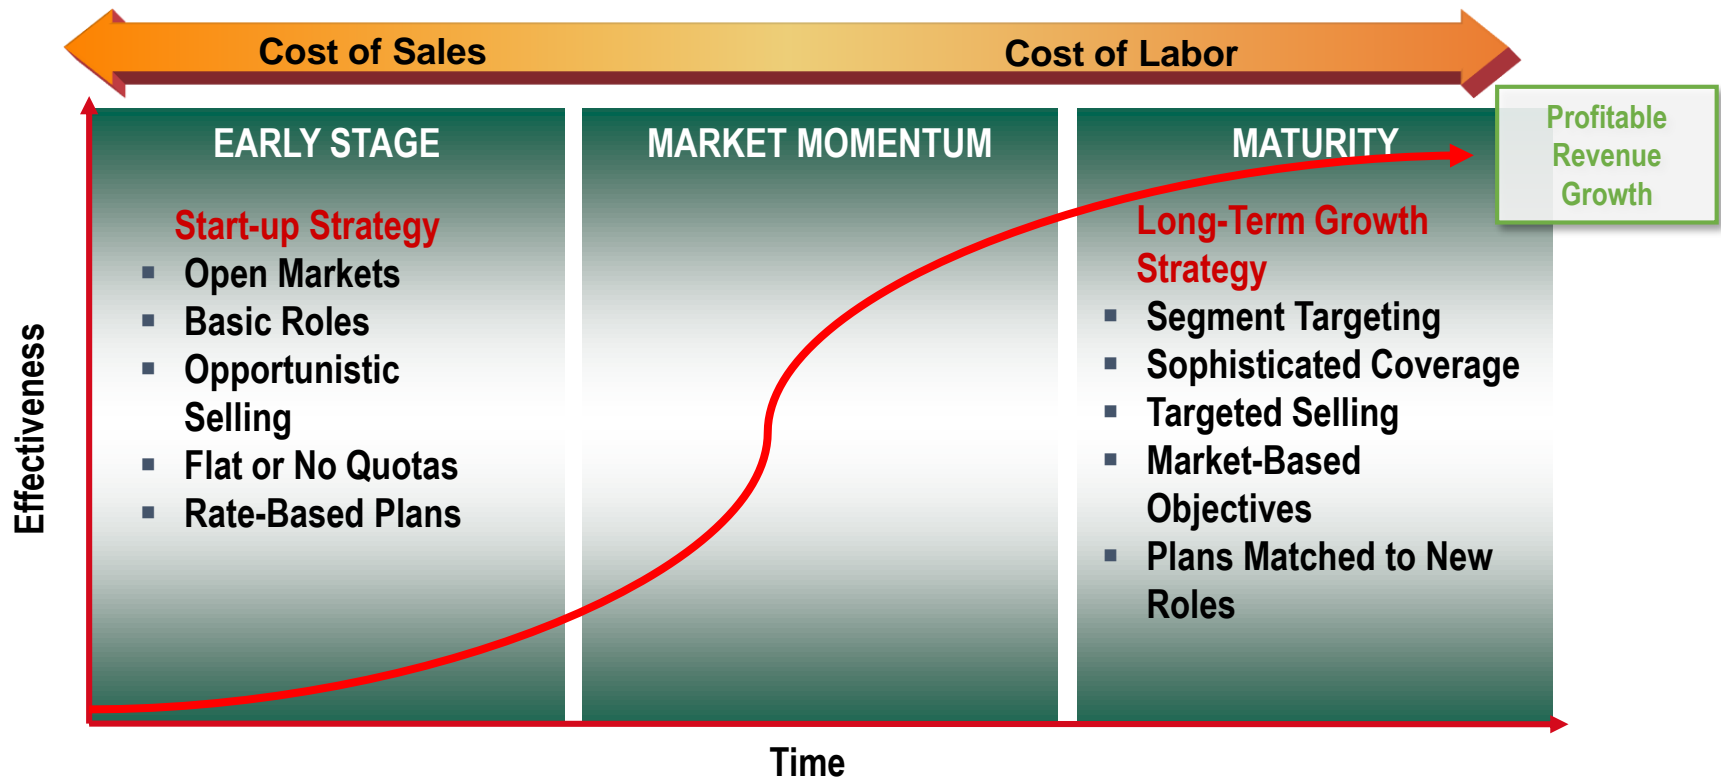 Cost of Sales
Cost of Labor
Profitable
Revenue
Growth
EARLY STAGE
MARKET MOMENTUM
MATURITY
Start-up Strategy
▪ Open Markets
▪ Basic Roles
▪ Opportunistic
Selling
▪ Flat or No Quotas
▪ Rate-Based Plans
Long-Term Growth
Strategy
▪ Segment Targeting
▪ Sophisticated Coverage
▪ Targeted Selling
▪ Market-Based
Objectives
▪ Plans Matched to New
Roles
Effectiveness
Time